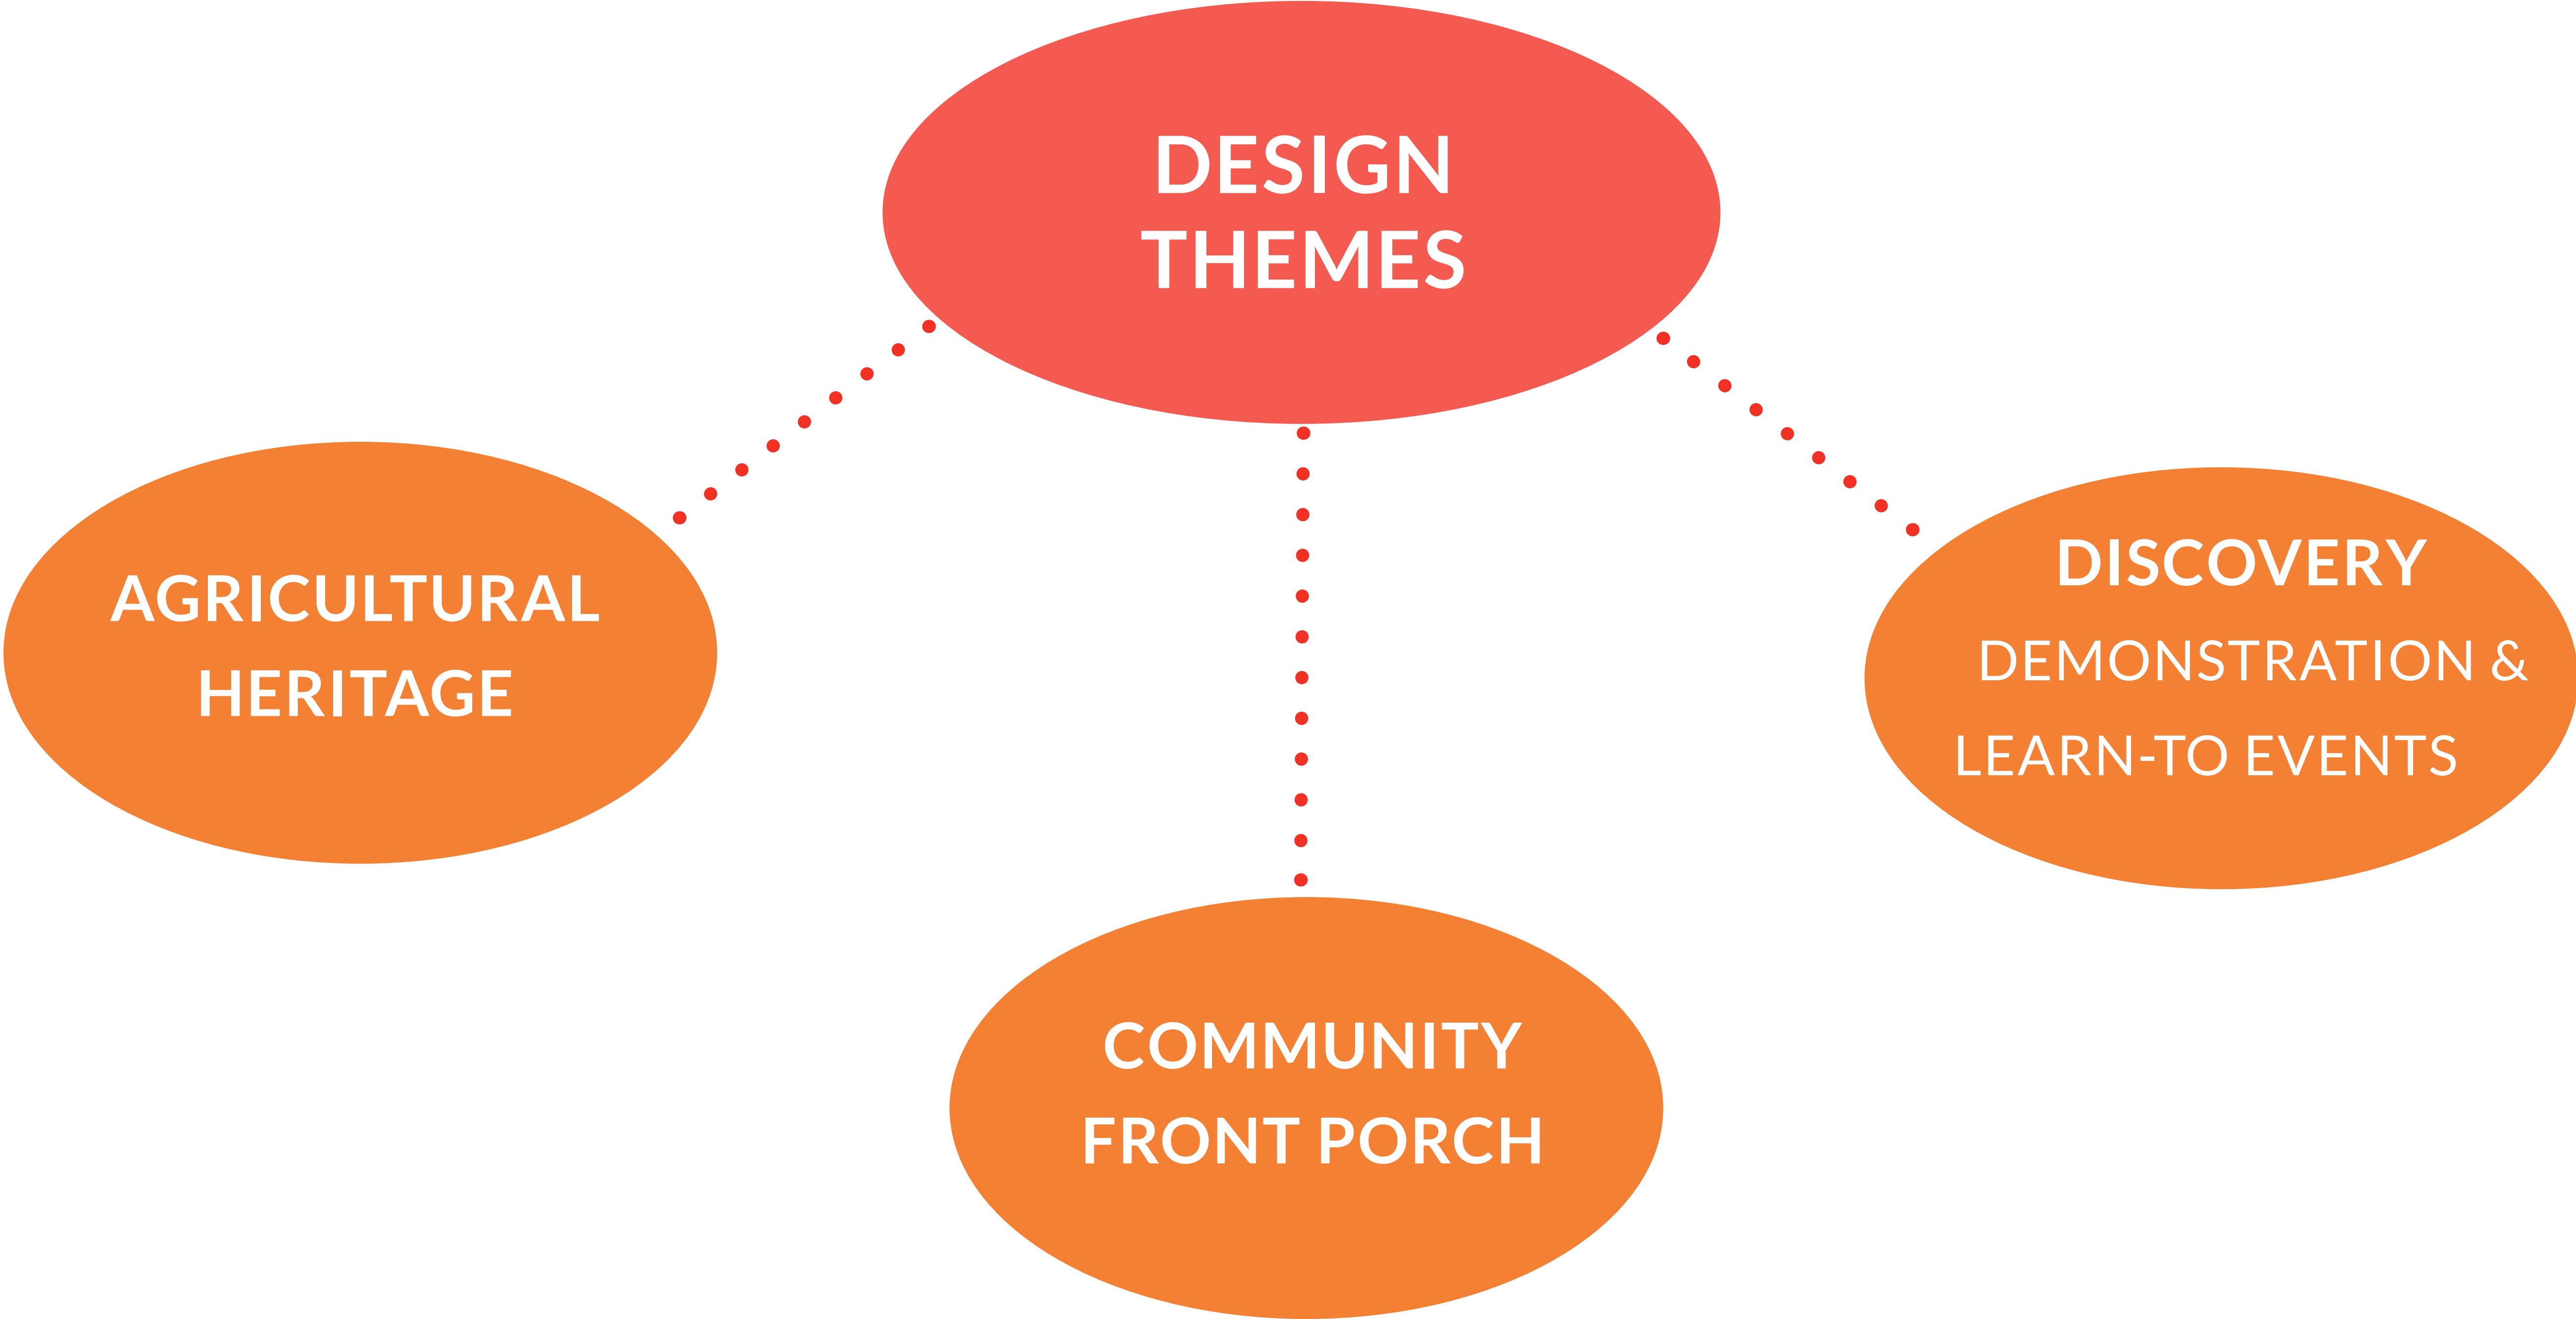 DESIGN
THEMES
AGRICULTURAL
HERITAGE
DISCOVERY
DEMONSTRATION &
LEARN-TO EVENTS
COMMUNITY
FRONT PORCH